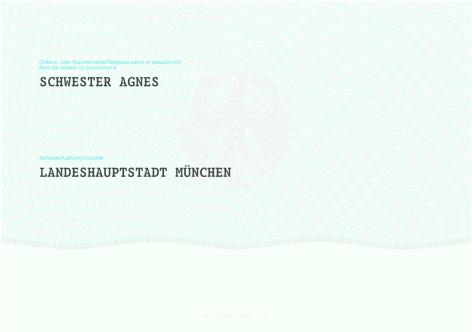 Ordens- oder Künstlername/Religious name or pseudonym/
Nom de religion ou pseudonyme
SCHWESTER AGNES
Behörde/Authority/Autorité
LANDESHAUPTSTADT MÜNCHEN